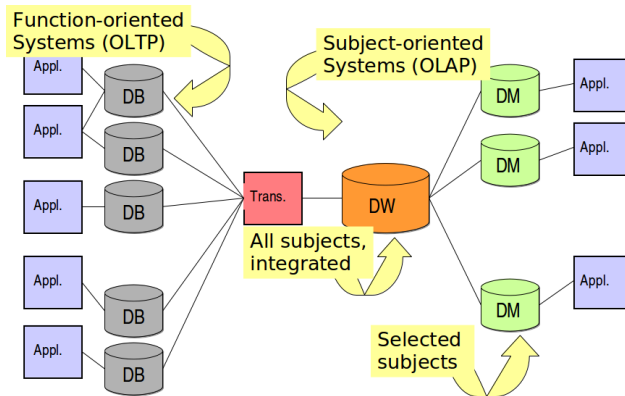 Function-oriented
Systems (OLTP)
Subject-oriented
Systems (OLAP)
Appl.
DB
DM
Appl.
Appl.
DB
DM
Appl.
Appl.
DB
Trans.
DW
All subjects,
integrated
Appl.
DB
DM
Appl.
Appl.
DB
Selected
subjects